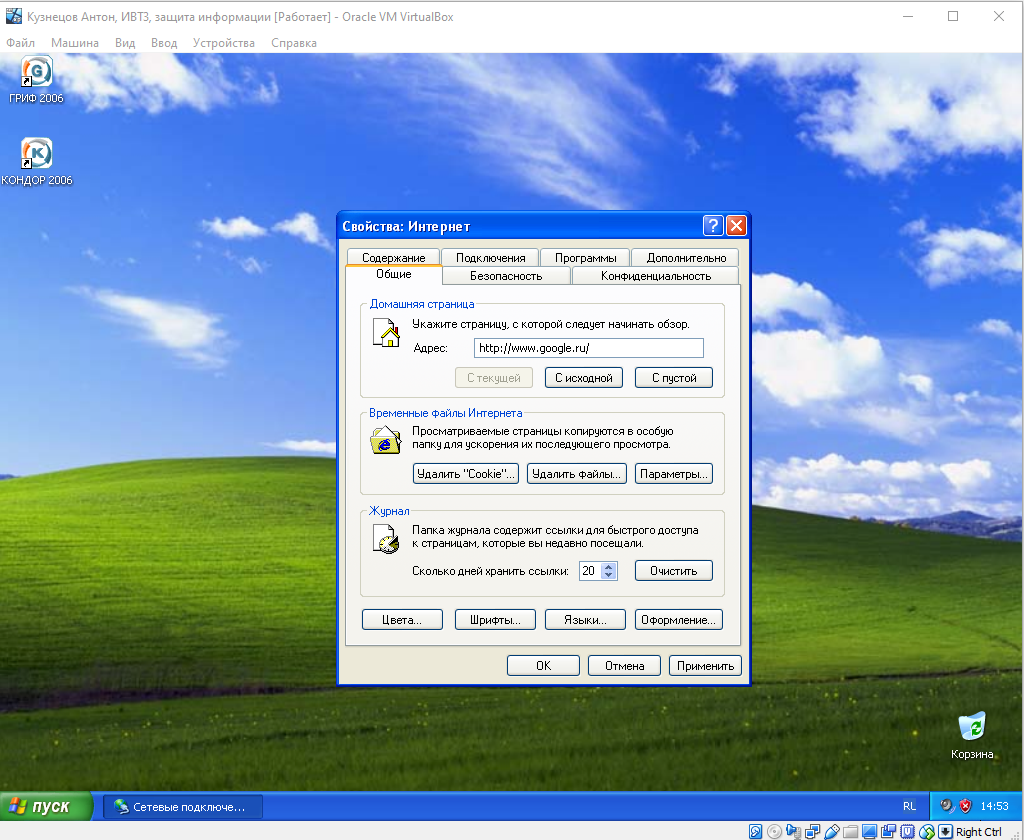 Кузнецов Антон, ИВТЗ, защита информации [Работает] - Oracle VM VirtualBox
Файл Машина Вид Ввод Устройства Справка
ГРИФ 2006
КОНДОР 2006
Свойства: Интернет
Содержание Подключения Программы Дополнительно
Общие Безопасность Конфиденциальность
Домашняя страница
Укажите страницу, с которой следует начинать обзор.
Адрес: http://www.google.ru/
С текущей С исходной С пустой
Временные файлы Интернета
Просматриваемые страницы копируются в особую
папку для ускорения их последующего просмотра.
Удалить "Cookie"... Удалить файлы... Параметры...
Журнал
Папка журнала содержит ссылки для быстрого доступа
к страницам, которые вы недавно посещали.
Сколько дней хранить ссылки: 20 Очистить
Цвета... Шрифты... Языки... Оформление...
OK Отмена Применить
Корзина
пуск Сетевые подключе... RL 14:53
Right Ctrl